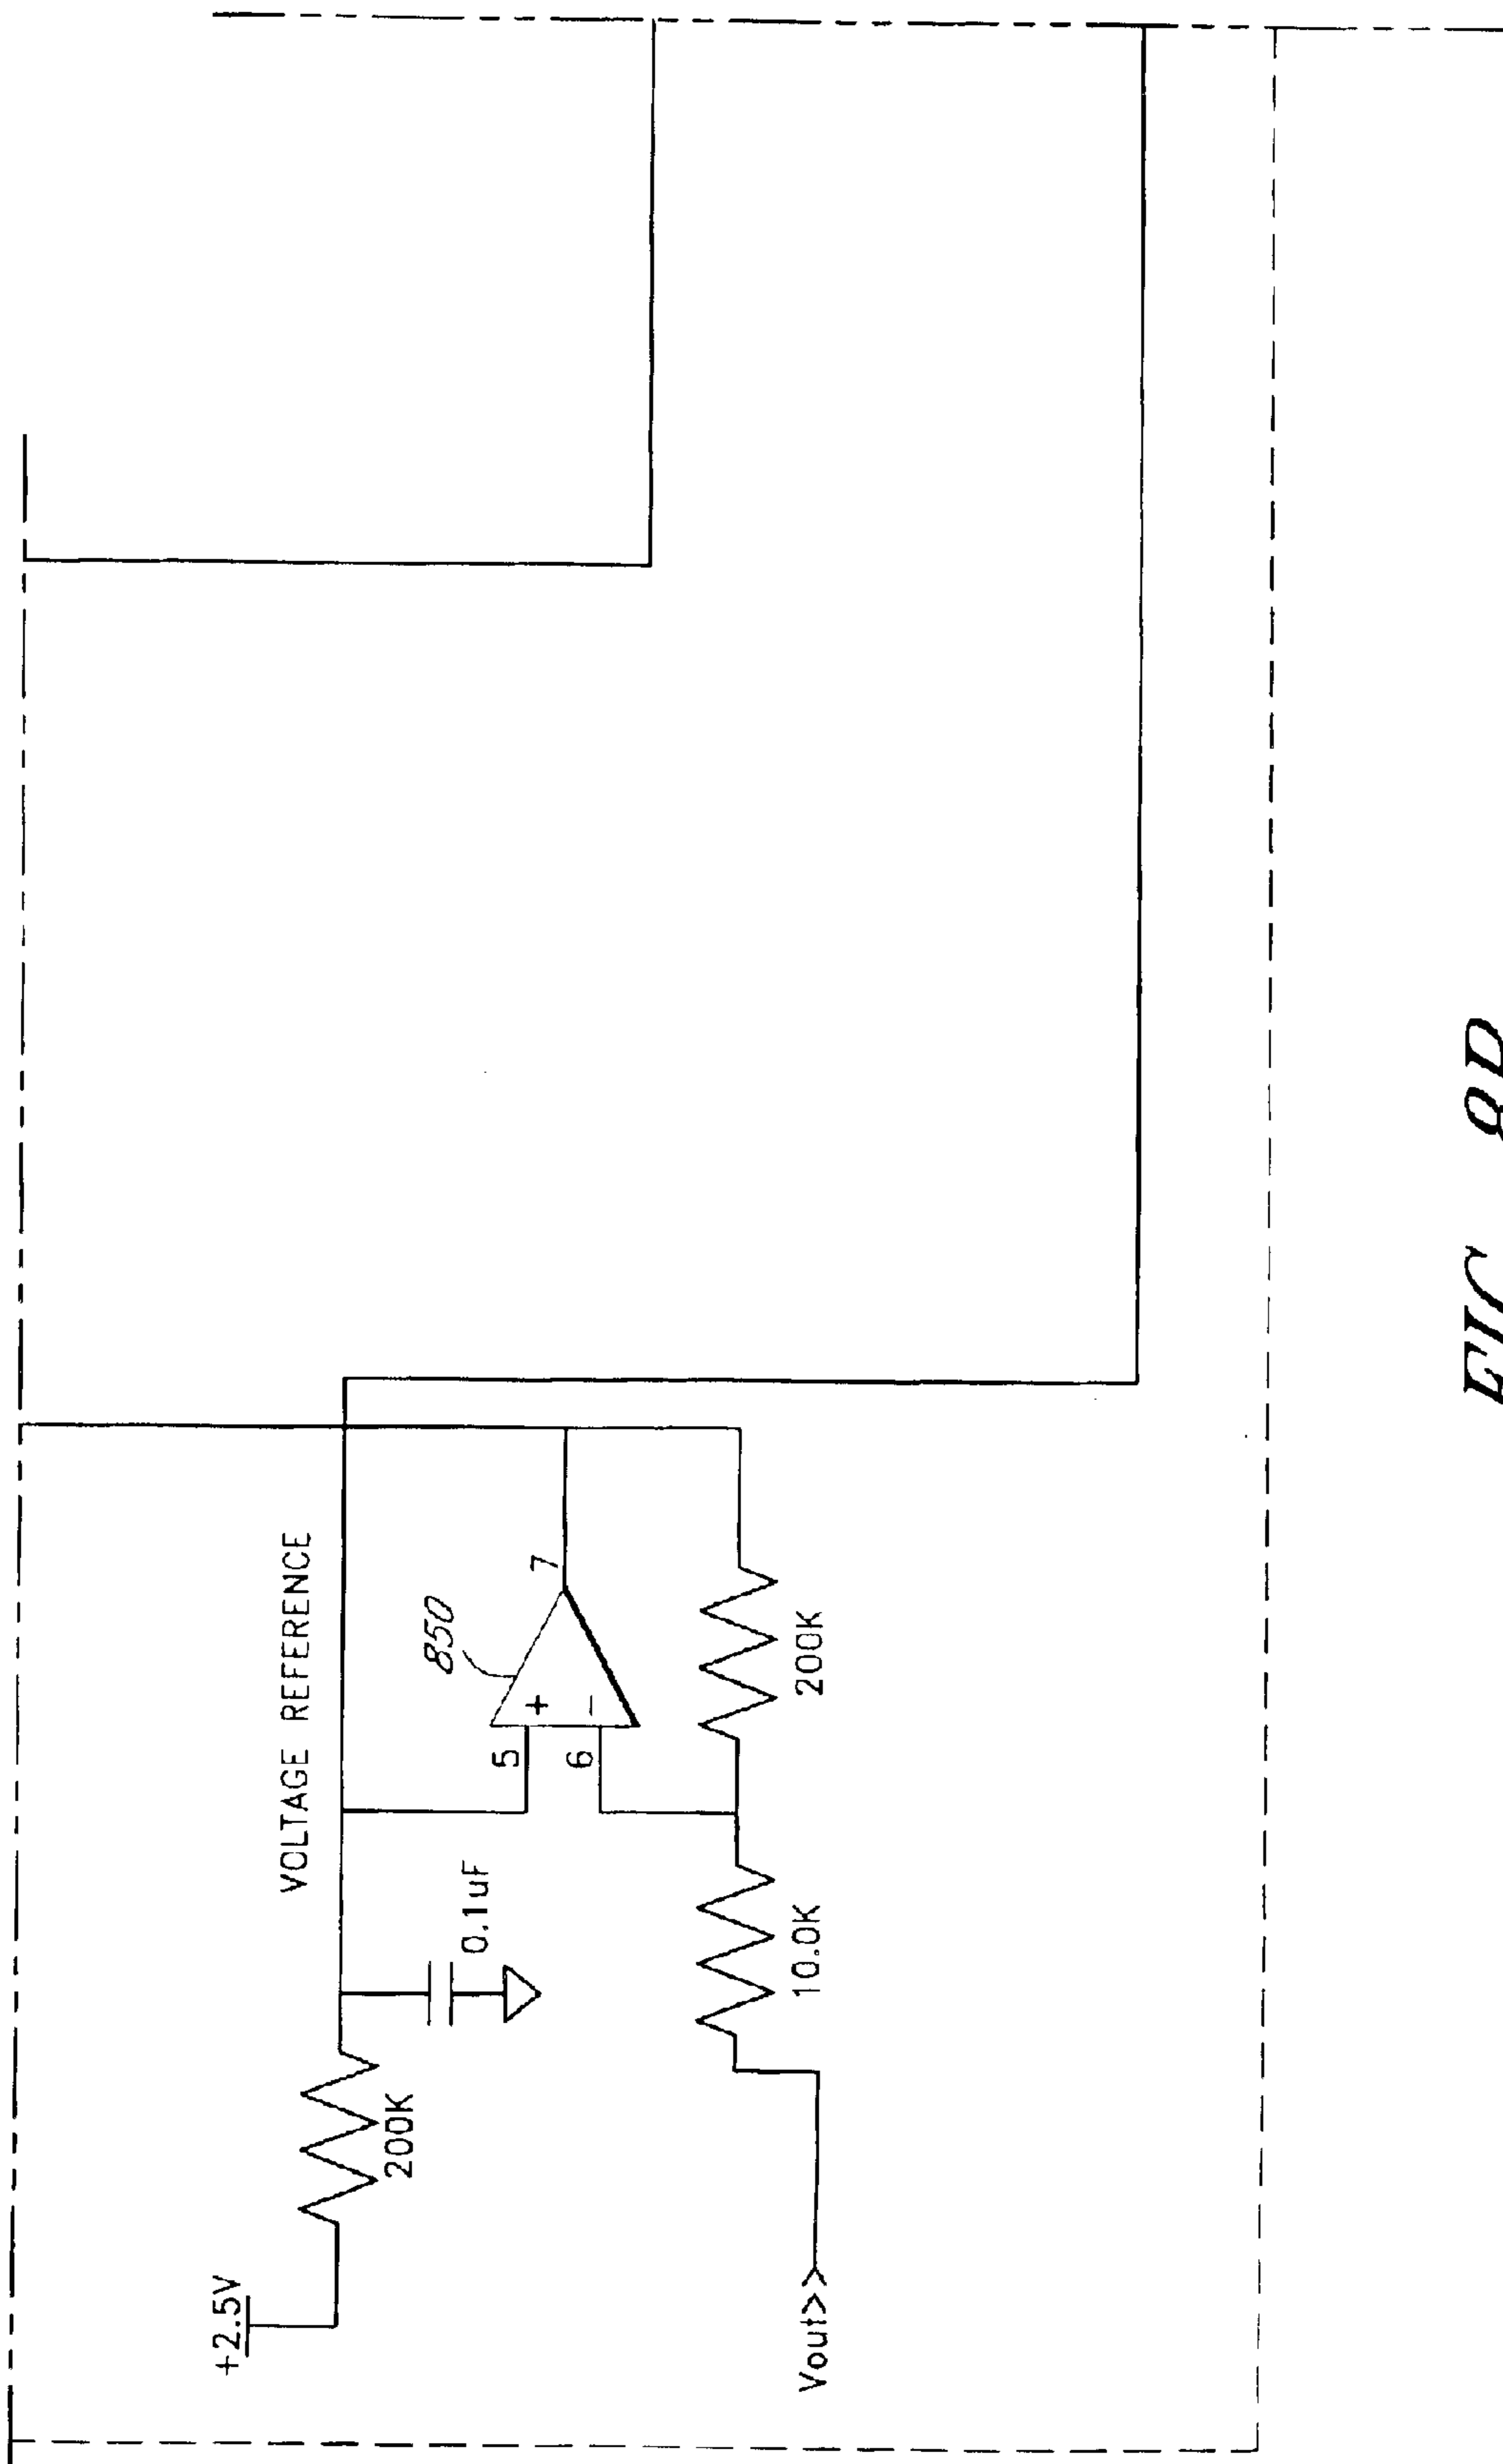 +2.5V
200K
0.1uF
VOLTAGE REFERENCE
850
5
+
6
−
7
Vout>>
10.0K
200K